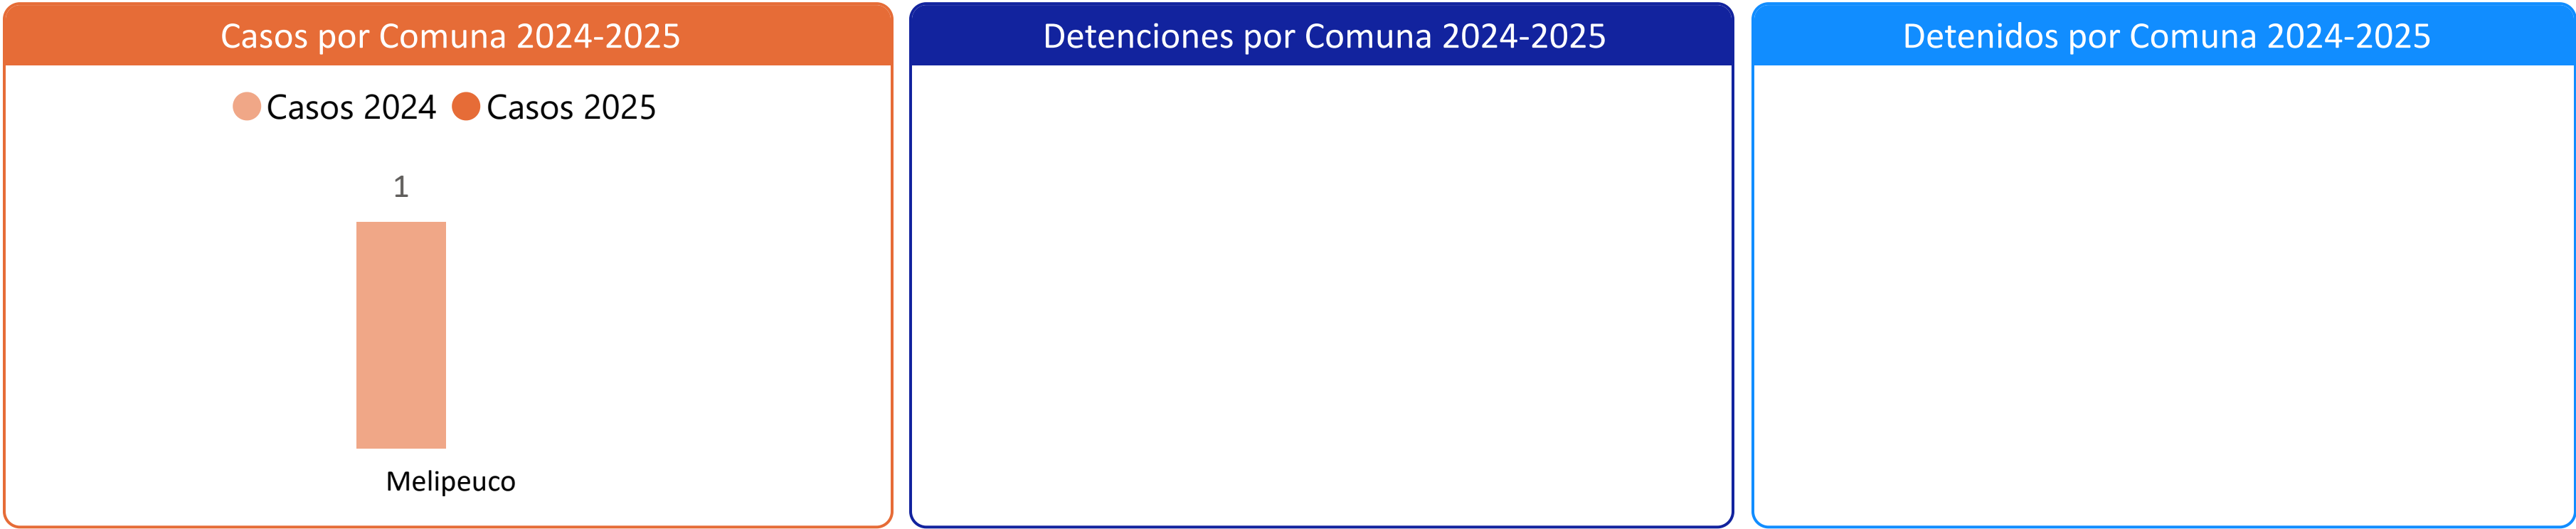 Casos por Comuna 2024-2025
Casos 2024 Casos 2025
1
Melipeuco
Detenciones por Comuna 2024-2025
Detenidos por Comuna 2024-2025